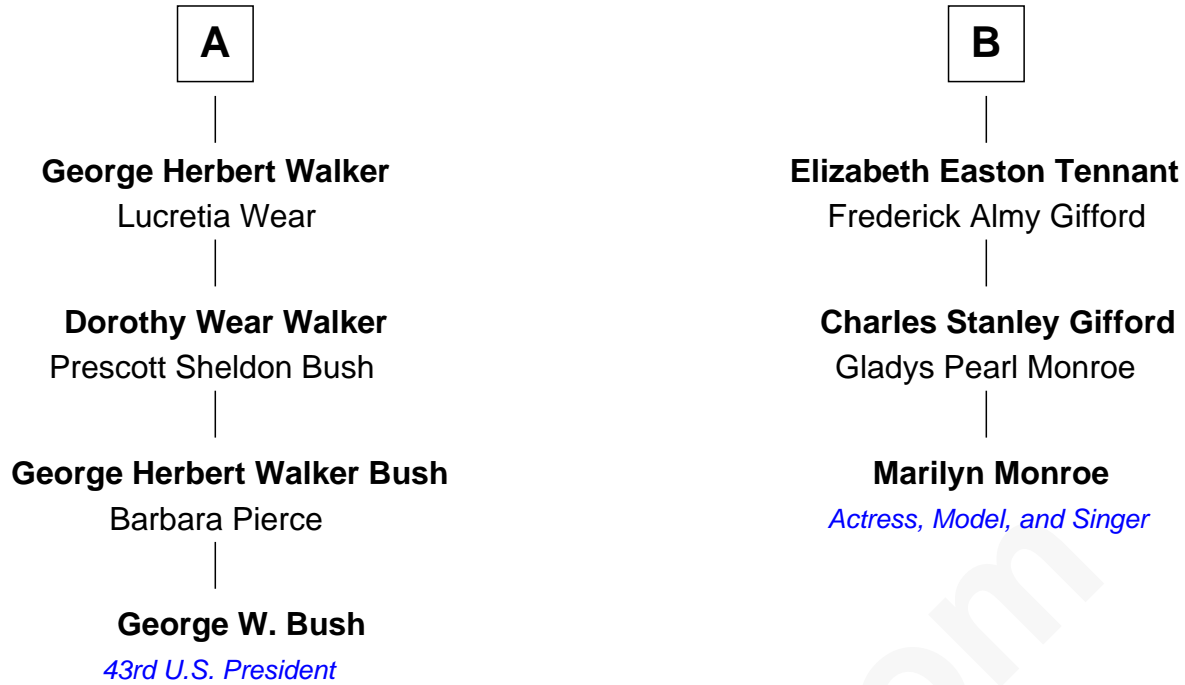 A
George Herbert Walker
Lucretia Wear
Dorothy Wear Walker
Prescott Sheldon Bush
George Herbert Walker Bush
Barbara Pierce
George W. Bush
43rd U.S. President
B
Elizabeth Easton Tennant
Frederick Almy Gifford
Charles Stanley Gifford
Gladys Pearl Monroe
Marilyn Monroe
Actress, Model, and Singer
om